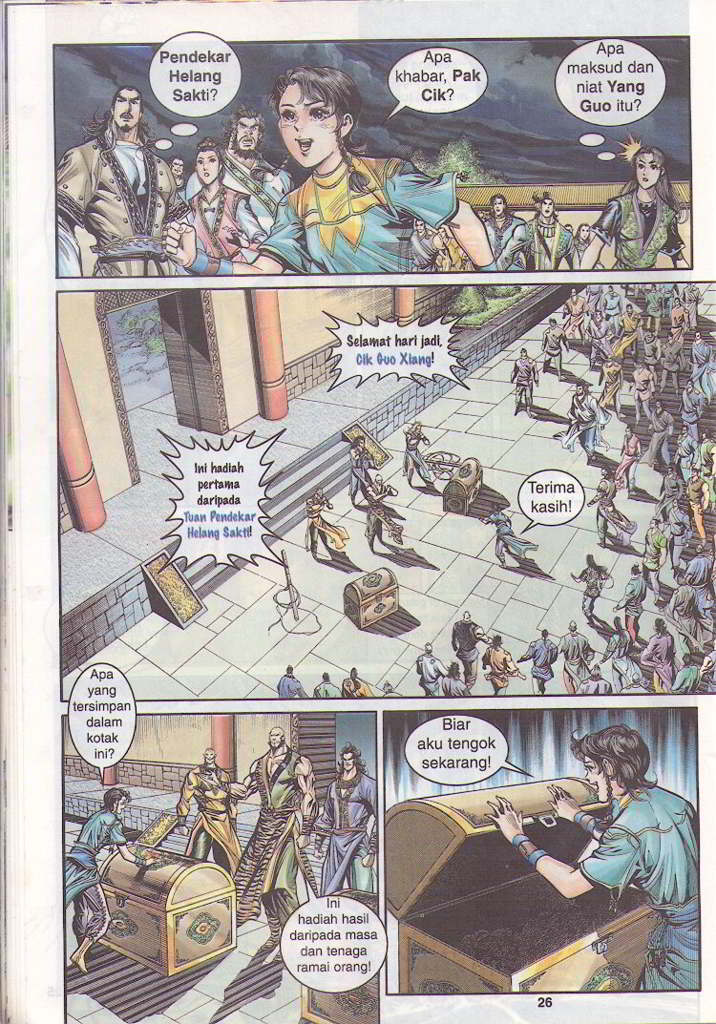 Pendekar
Helang
Sakti?
Apa
khabar, Pak
Cik?
Apa
maksud dan
niat Yang
Guo itu?
Selamat hari jadi,
Cik Guo Xiang!
Ini hadiah
pertama
daripada
Tuan Pendekar
Helang Sakti!
Terima
kasih!
Apa
yang
tersimpan
dalam
kotak
ini?
Ini
hadiah hasil
daripada masa
dan tenaga
ramai orang!
Biar
aku tengok
sekarang!
26